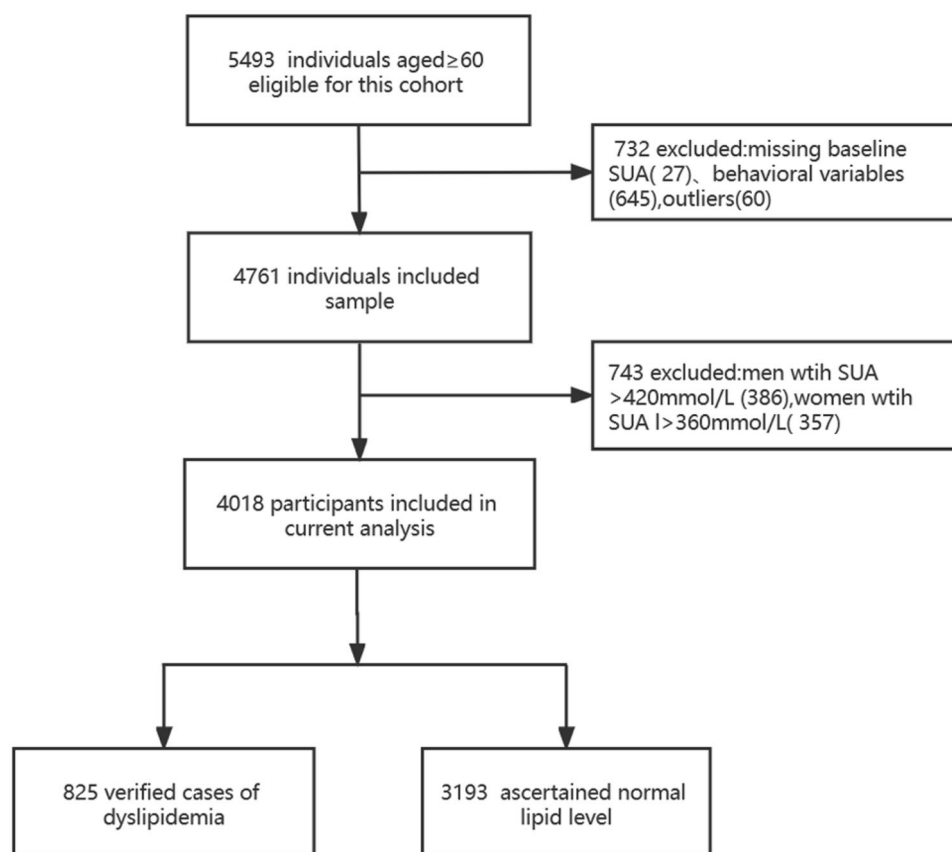 5493 individuals aged≥60
eligible for this cohort
732 excluded:missing baseline
SUA( 27)、behavioral variables
(645),outliers(60)
4761 individuals included
sample
743 excluded:men wtih SUA
>420mmol/L (386),women wtih
SUA l>360mmol/L( 357)
4018 participants included in
current analysis
825 verified cases of
dyslipidemia
3193 ascertained normal
lipid level